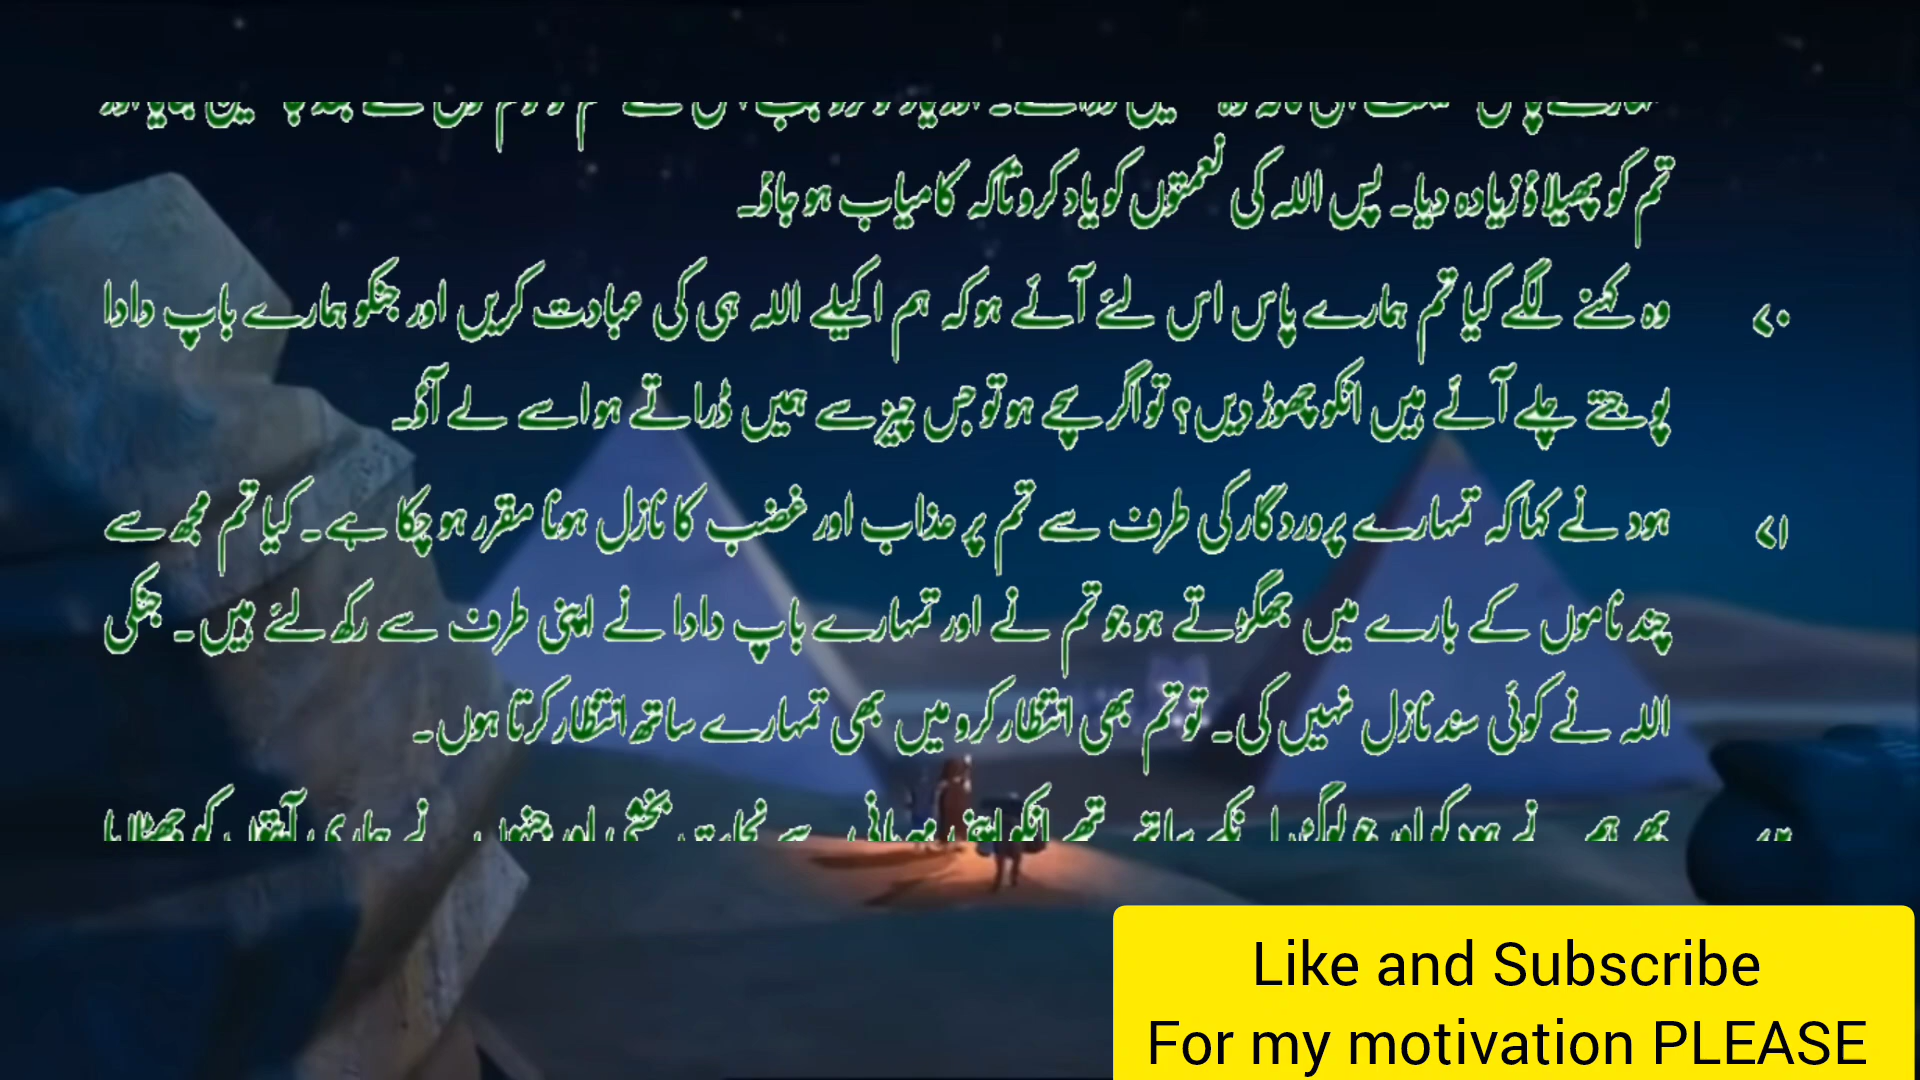 تم کو پھیلاؤ زیادہ دیا۔ پس اللہ کی نعمتوں کو یاد کرو تاکہ کامیاب ہو جاؤ۔
۷۰ وہ کہنے لگے کیا تم ہمارے پاس اس لئے آئے ہو کہ ہم اکیلے اللہ ہی کی عبادت کریں اور جنکو ہمارے باپ دادا
پوجتے چلے آئے ہیں انکو چھوڑ دیں؟ تو اگر سچے ہو تو جس چیز سے ہمیں ڈراتے ہو اسے لے آؤ۔
۷۱ ہود نے کہا کہ تمہارے پروردگار کی طرف سے تم پر عذاب اور غضب کا نازل ہونا مقرر ہو چکا ہے۔ کیا تم مجھ سے
چند ناموں کے بارے میں جھگڑتے ہو جو تم نے اور تمہارے باپ دادا نے اپنی طرف سے رکھ لئے ہیں۔ جنکی
اللہ نے کوئی سند نازل نہیں کی۔ تو تم بھی انتظار کرو میں بھی تمہارے ساتھ انتظار کرتا ہوں۔
Like and Subscribe
For my motivation PLEASE